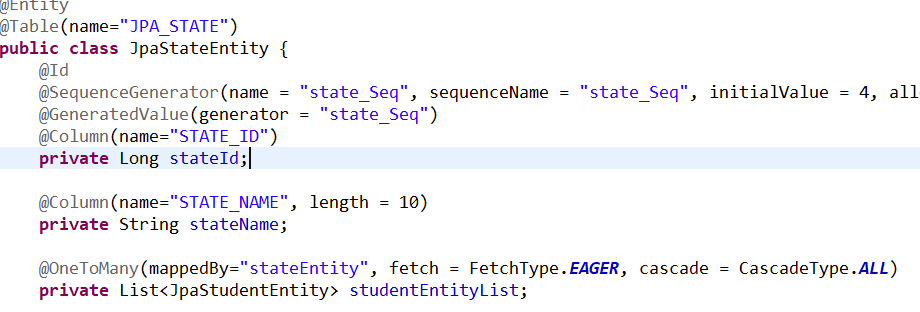 @Entity
@Table(name="JPA_STATE")
public class JpaStateEntity {
@Id
@SequenceGenerator(name = "state_Seq", sequenceName = "state_Seq", initialValue = 4, all
@GeneratedValue(generator = "state_Seq")
@Column(name="STATE_ID")
private Long stateId;
@Column(name="STATE_NAME", length = 10)
private String stateName;
@OneToMany(mappedBy="stateEntity", fetch = FetchType.EAGER, cascade = CascadeType.ALL)
private List<JpaStudentEntity> studentEntityList;